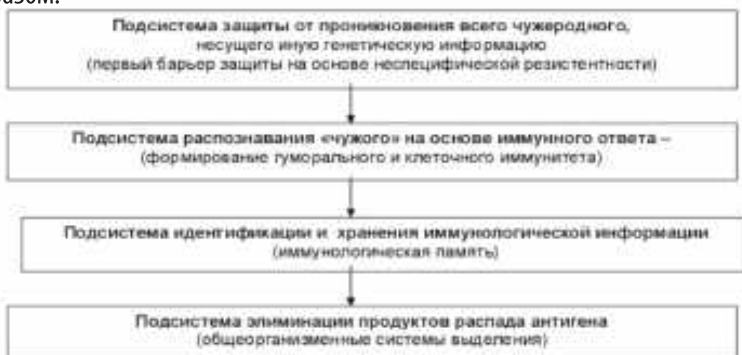 Подсистема защиты от проникновения всего чужеродного,
несущего иную генетическую информацию
(первый барьер защиты на основе неспецифической резистентности)
Подсистема распознавания «чужого» на основе иммунного ответа –
(формирование гуморального и клеточного иммунитета)
Подсистема идентификации и хранения иммунологической информации
(иммунологическая память)
Подсистема элиминации продуктов распада антигена
(общеорганизменные системы выделения)